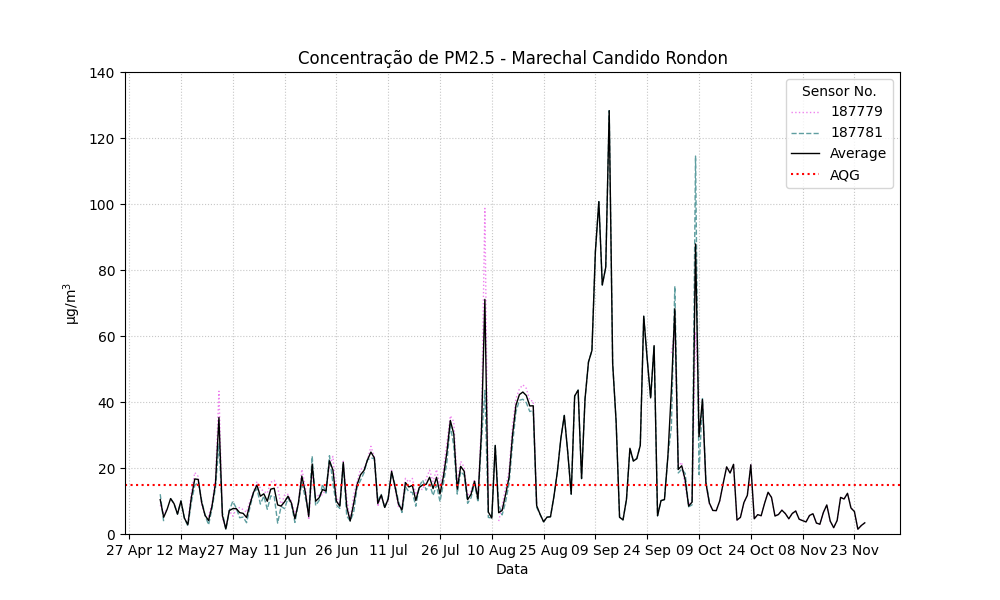 Concentração de PM2.5 - Marechal Candido Rondon
Sensor No.
187779
187781
Average
AQG
140
120
100
80
60
40
20
0
µg/m³
27 Apr 12 May 27 May 11 Jun 26 Jun 11 Jul 26 Jul 10 Aug 25 Aug 09 Sep 24 Sep 09 Oct 24 Oct 08 Nov 23 Nov
Data